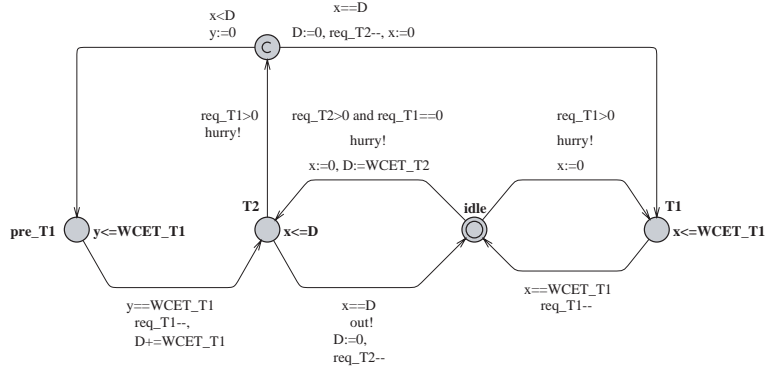 x<D
y:=0
x==D
D:=0, req_T2--, x:=0
C
req_T1>0
hurry!
req_T2>0 and req_T1==0
hurry!
x:=0, D:=WCET_T2
req_T1>0
hurry!
x:=0
pre_T1
y<=WCET_T1
T2
x<=D
idle
T1
x<=WCET_T1
y==WCET_T1
req_T1--,
D+=WCET_T1
x==D
out!
D:=0,
req_T2--
x==WCET_T1
req_T1--